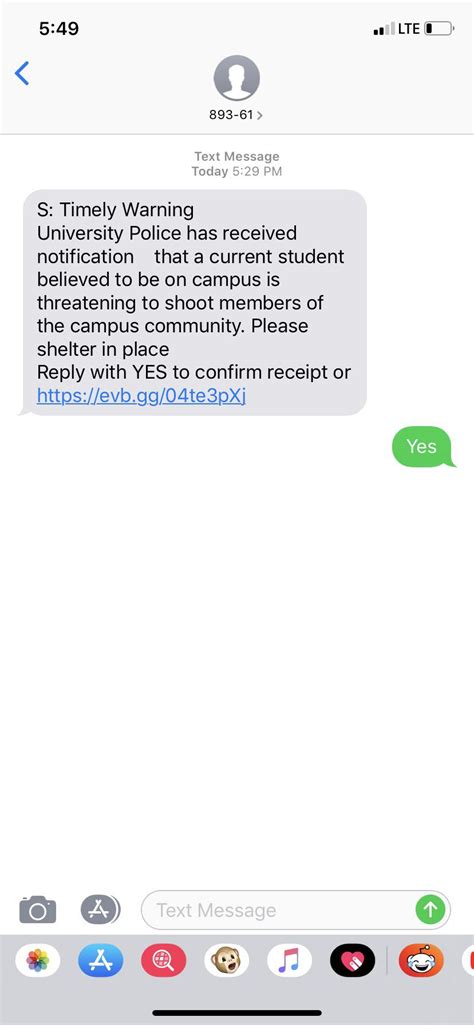 5:49
LTE
893-61 >
Text Message
Today 5:29 PM
S: Timely Warning
University Police has received
notification    that a current student
believed to be on campus is
threatening to shoot members of
the campus community. Please
shelter in place
Reply with YES to confirm receipt or
https://evb.gg/04te3pXj
Yes
Text Message